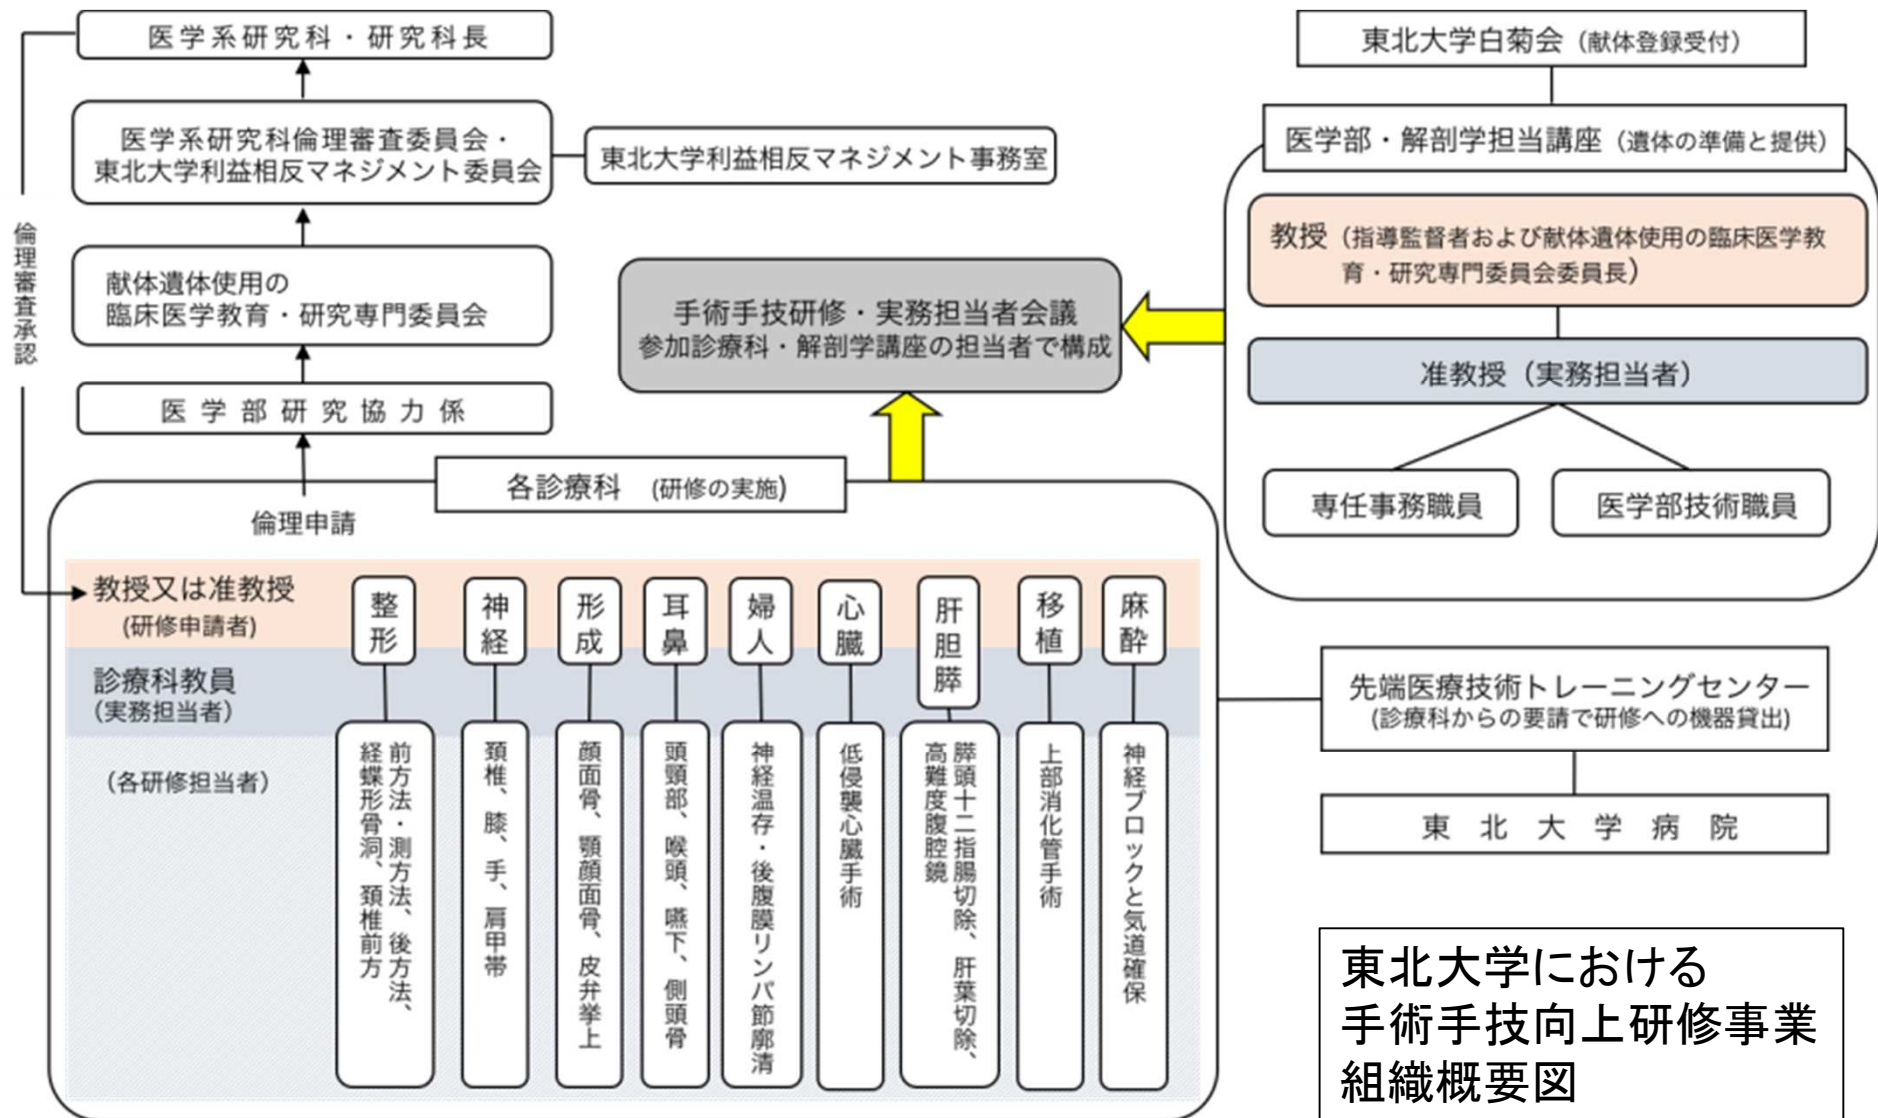 医学系研究科・研究科長
医学系研究科倫理審査委員会・
東北大学利益相反マネジメント委員会
東北大学利益相反マネジメント事務室
献体遺体使用の
臨床医学教育・研究専門委員会
医学部研究協力係
倫理審査承認
倫理申請
手術手技研修・実務担当者会議
参加診療科・解剖学講座の担当者で構成
東北大学白菊会（献体登録受付）
医学部・解剖学担当講座（遺体の準備と提供）
教授（指導監督者および献体遺体使用の臨床医学教
育・研究専門委員会委員長）
准教授（実務担当者）
専任事務職員
医学部技術職員
各診療科 (研修の実施)
教授又は准教授
(研修申請者)
診療科教員
（実務担当者）
（各研修担当者）
整形
前方法・測方法、後方法、
経蝶形骨洞、頚椎前方
神経
頚椎、膝、手、肩甲帯
形成
顔面骨、顎顔面骨、皮弁挙上
耳鼻
頭頸部、喉頭、嚥下、側頭骨
婦人
神経温存・後腹膜リンパ節廓清
心臓
低侵襲心臓手術
肝胆膵
膵頭十二指腸切除、肝葉切除、
高難度腹腔鏡
移植
上部消化管手術
麻酔
神経ブロックと気道確保
先端医療技術トレーニングセンター
(診療科からの要請で研修への機器貸出)
東北大学病院
東北大学における
手術手技向上研修事業
組織概要図